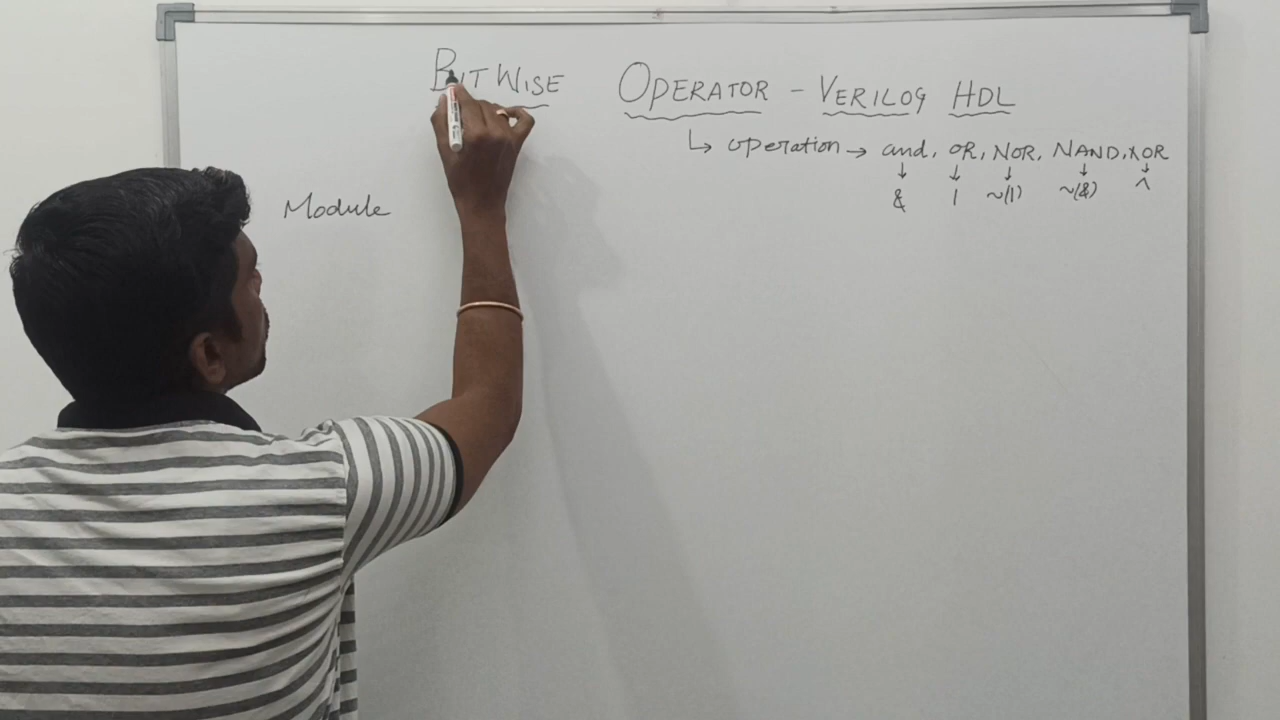 BITWISE OPERATOR - VERILOG HDL
↳ operation → and, OR, NOR, NAND, XOR
↓ ↓ ↓ ↓ ↓
& | ~(|) ~(&) ^
Module